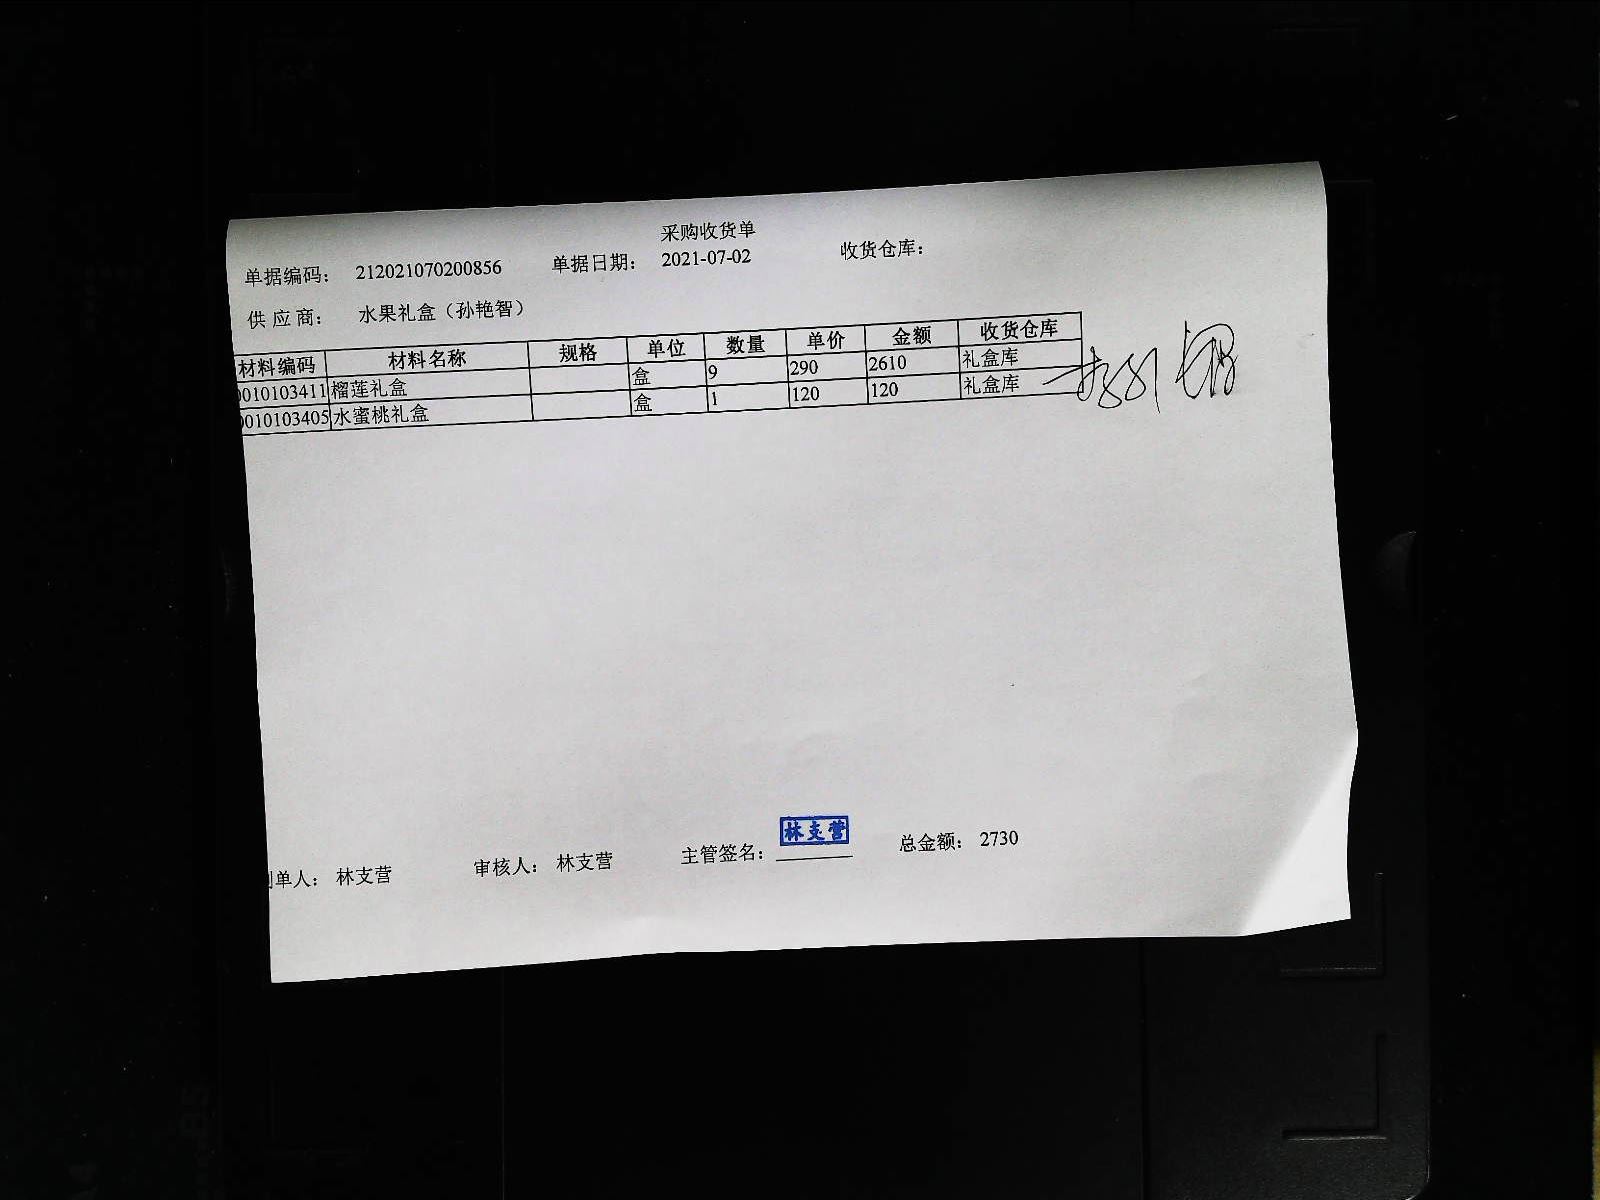 采购收货单
单据编码： 212021070200856 单据日期： 2021-07-02 收货仓库：
供应商： 水果礼盒（孙艳智）
材料编码 材料名称 规格 单位 数量 单价 金额 收货仓库
0010103411 榴莲礼盒 盒 9 290 2610 礼盒库
0010103405 水蜜桃礼盒 盒 1 120 120 礼盒库
林支营
制单人： 林支营 审核人： 林支营 主管签名： 总金额： 2730